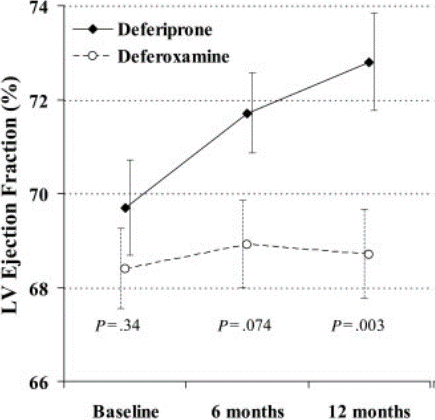 74
Deferiprone
Deferoxamine
72
70
68
66
LV Ejection Fraction (%)
P=.34 P=.074 P=.003
Baseline 6 months 12 months